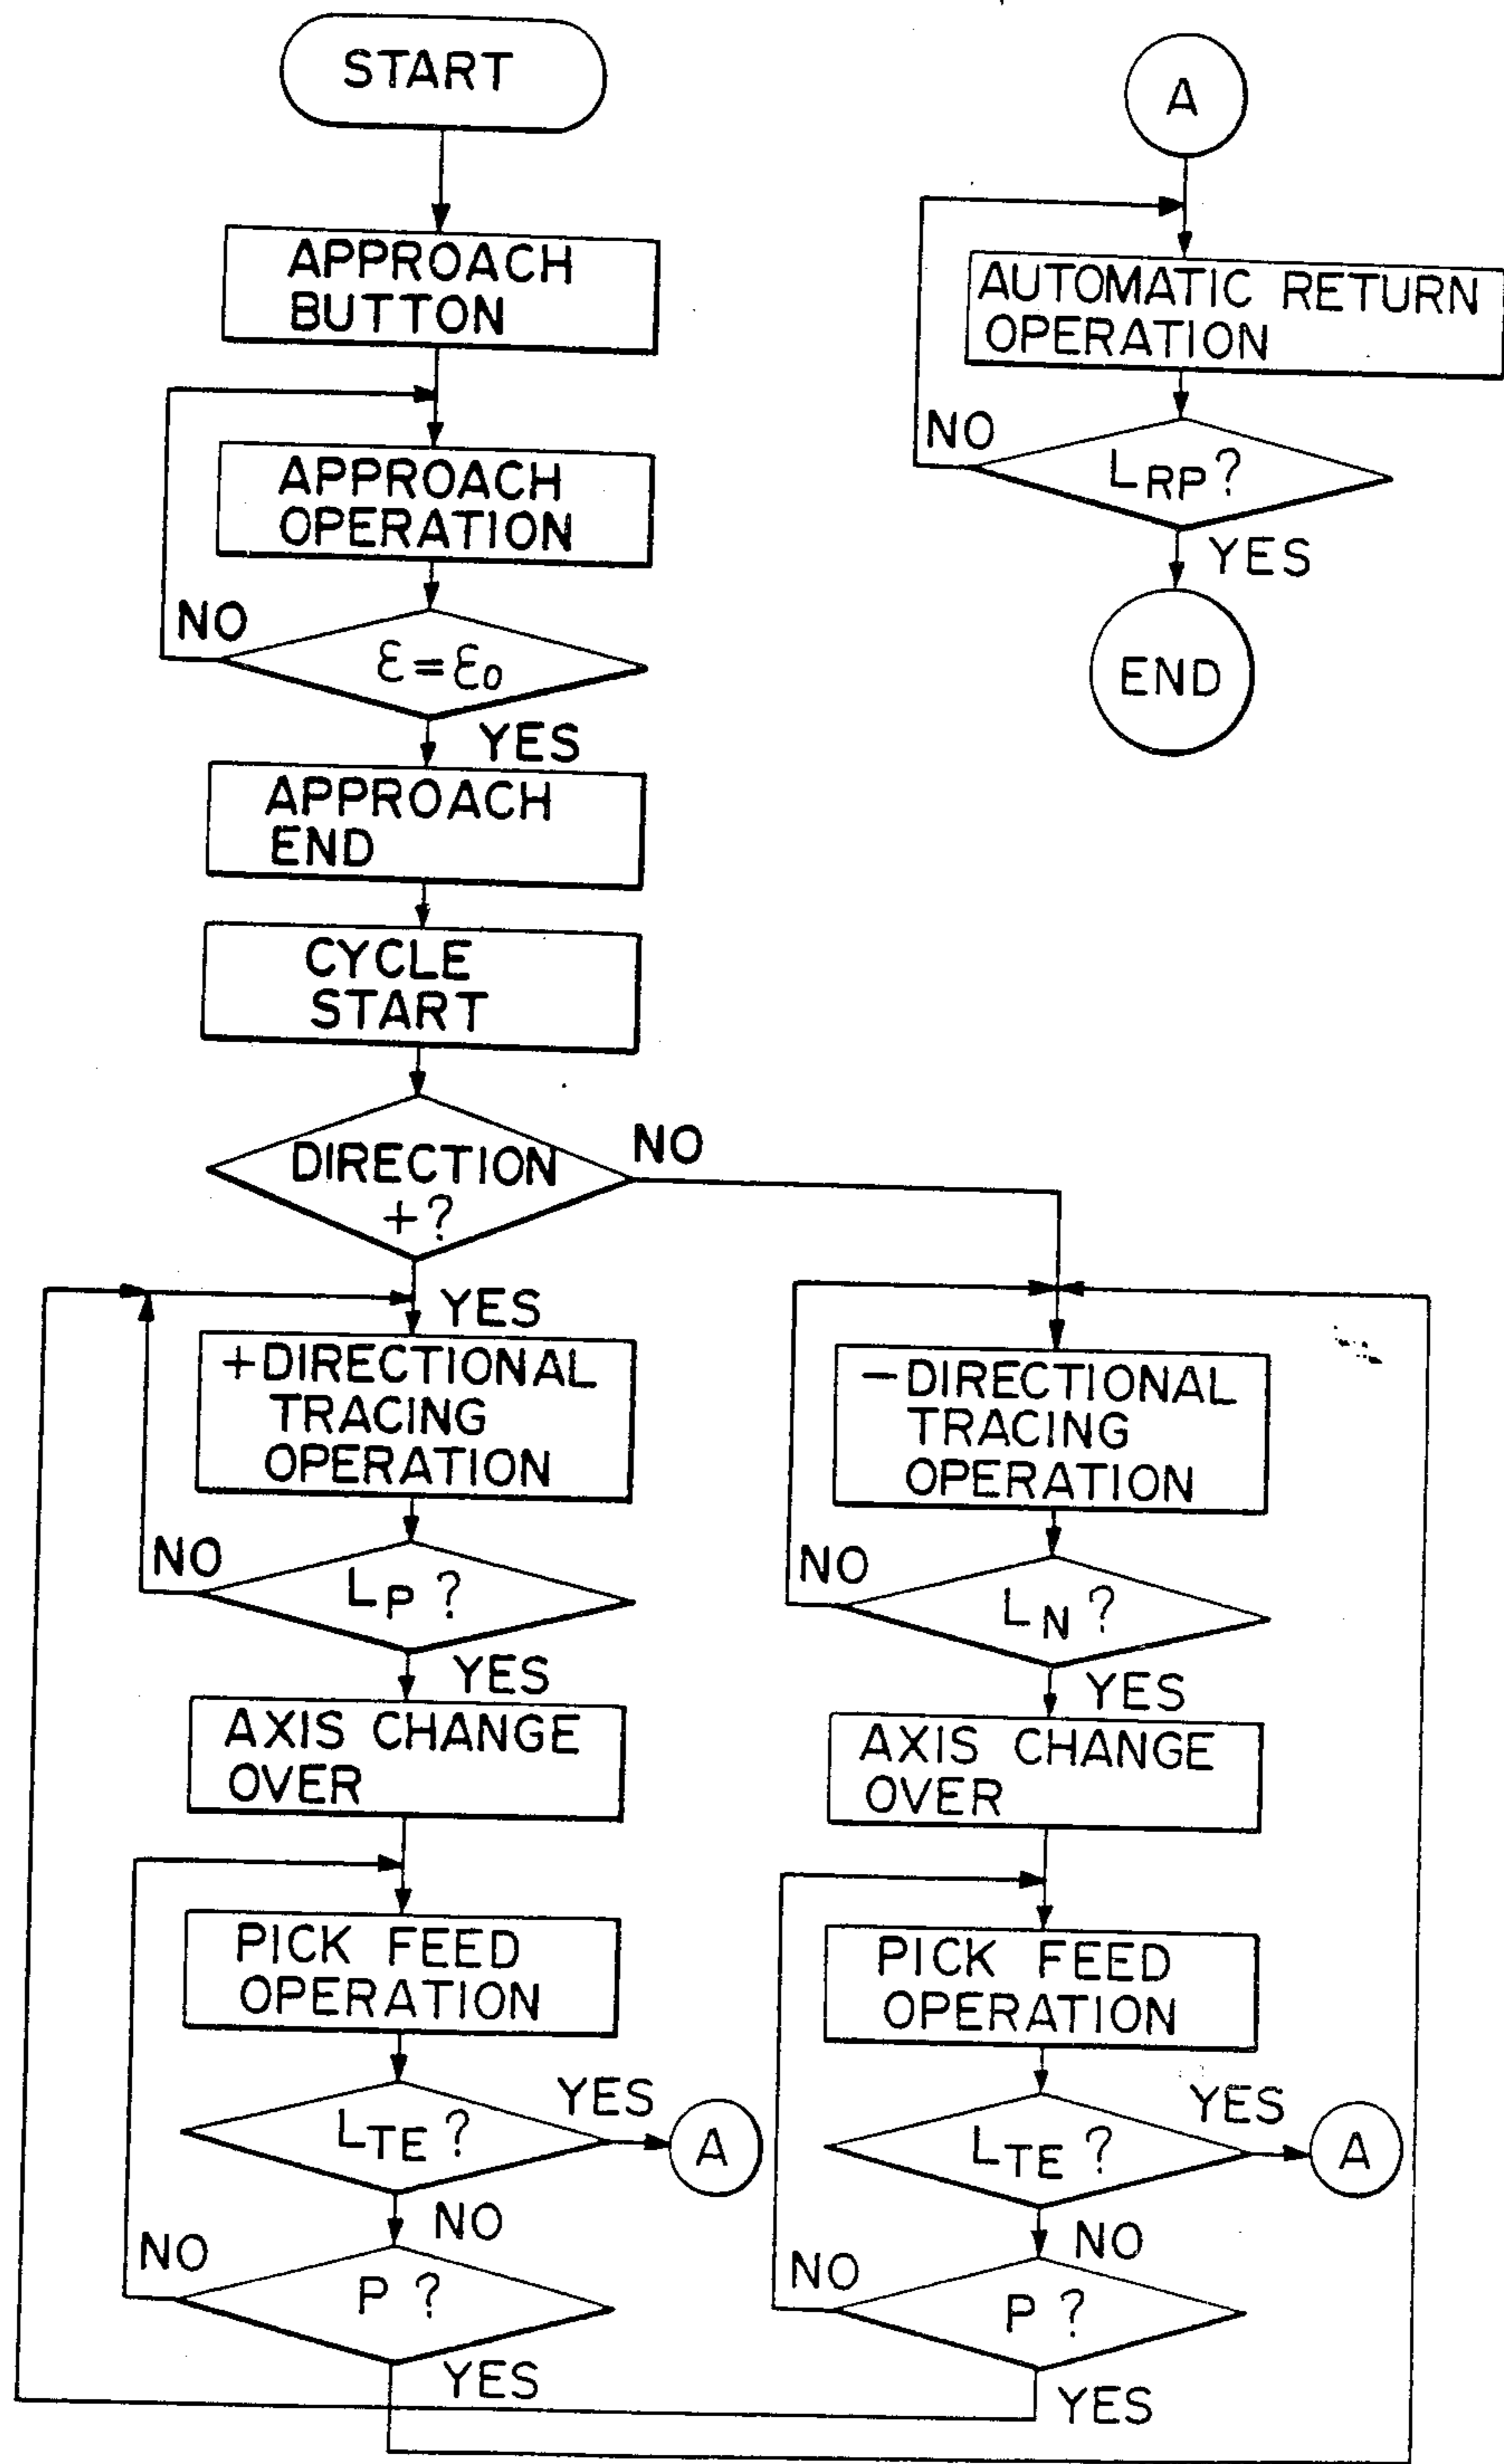 START
APPROACH
BUTTON
APPROACH
OPERATION
NO
Ɛ=Ɛ₀
YES
APPROACH
END
CYCLE
START
DIRECTION
+?
NO
YES
+DIRECTIONAL
TRACING
OPERATION
NO
LP ?
YES
AXIS CHANGE
OVER
PICK FEED
OPERATION
LTE ?
YES
A
NO
NO
P ?
YES
−DIRECTIONAL
TRACING
OPERATION
NO
LN ?
YES
AXIS CHANGE
OVER
PICK FEED
OPERATION
LTE ?
YES
A
NO
NO
P ?
YES
A
AUTOMATIC RETURN
OPERATION
NO
LRP ?
YES
END